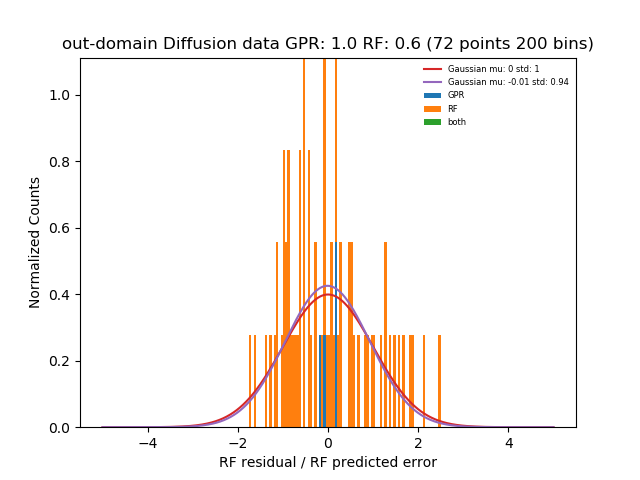 out-domain Diffusion data GPR: 1.0 RF: 0.6 (72 points 200 bins)
Gaussian mu: 0 std: 1
Gaussian mu: -0.01 std: 0.94
GPR
RF
both
Normalized Counts
1.0
0.8
0.6
0.4
0.2
0.0
−4
−2
0
2
4
RF residual / RF predicted error